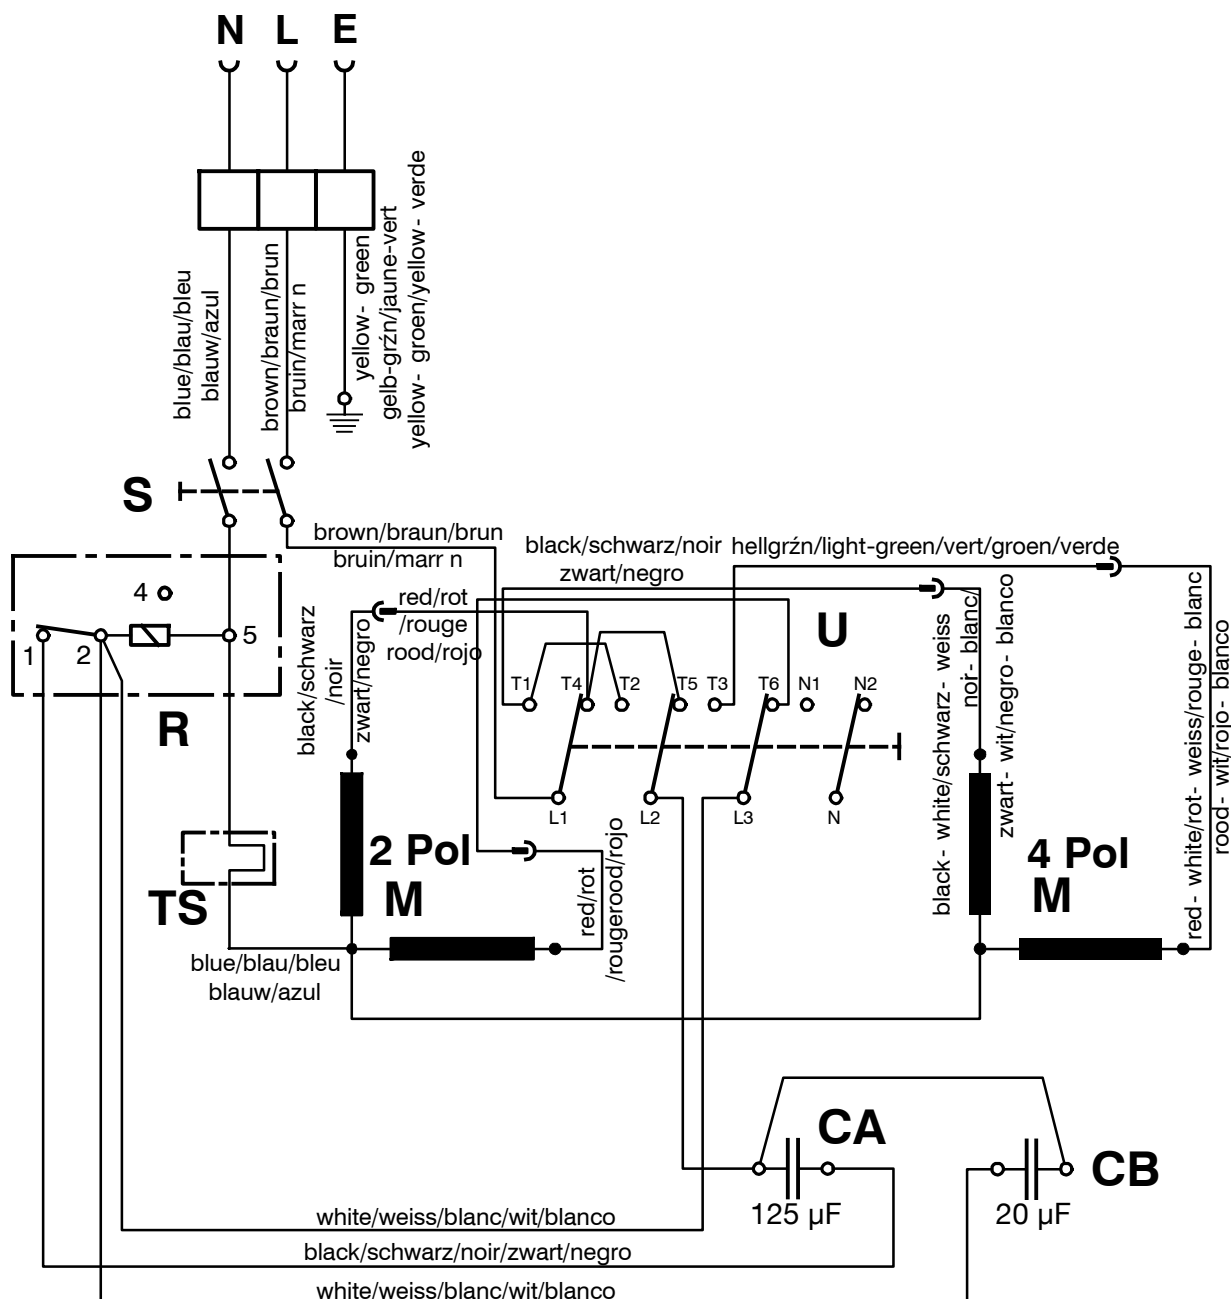 N L E
blue/blau/bleu
blauw/azul
brown/braun/brun
bruin/marr n
yellow- green
gelb-grźn/jaune-vert
yellow- groen/yellow- verde
S
brown/braun/brun
bruin/marr n
black/schwarz/noir
zwart/negro
hellgrźn/light-green/vert/groen/verde
4
1 2 5
R
black/schwarz
/noir
zwart/negro
red/rot
/rouge
rood/rojo
U
T1 T4 T2 T5 T3 T6 N1 N2
L1 L2 L3 N
black- white/schwarz- weiss
noir- blanc/
zwart- wit/negro- blanco
red- white/rot- weiss/rouge- blanc
rood- wit/rojo- blanco
2 Pol
M
4 Pol
M
TS
red/rot
/rougerood/rojo
blue/blau/bleu
blauw/azul
CA
125 µF
CB
20 µF
white/weiss/blanc/wit/blanco
black/schwarz/noir/zwart/negro
white/weiss/blanc/wit/blanco